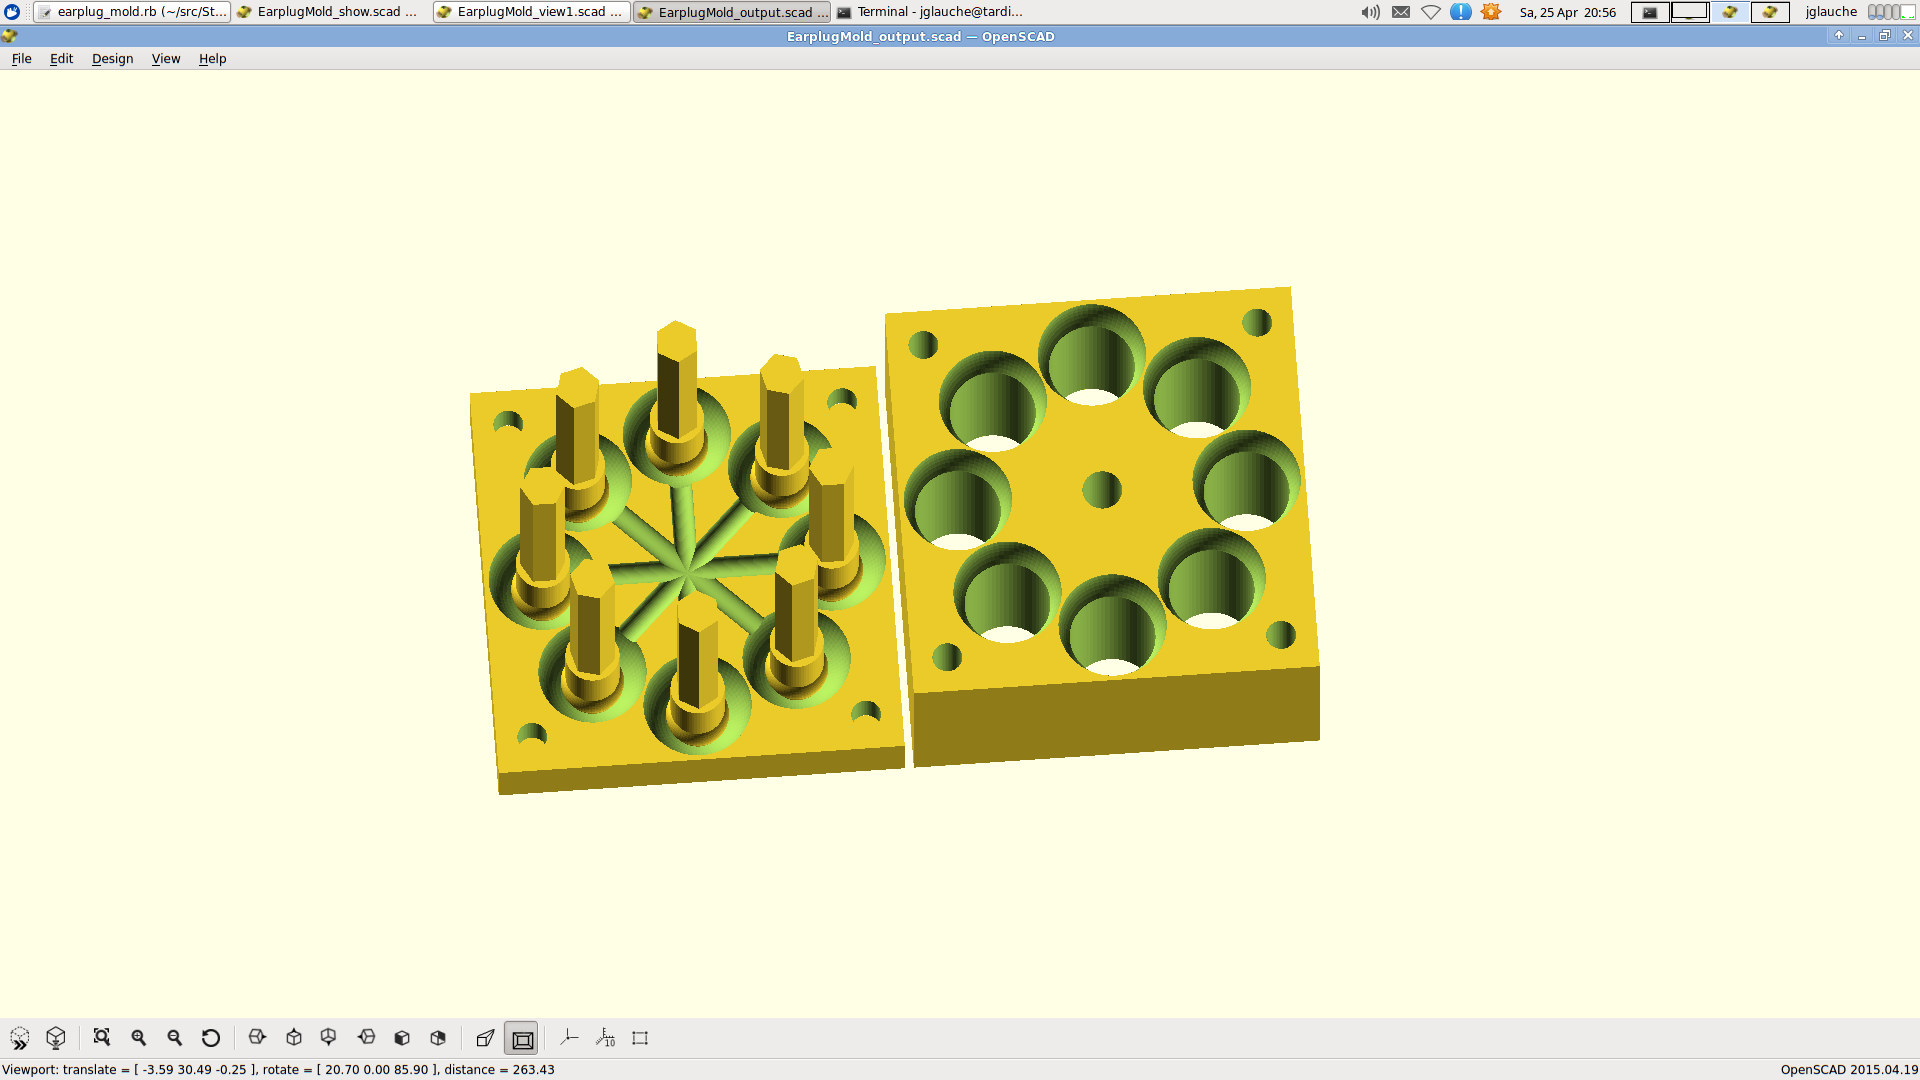 earplug_mold.rb (~/src/St... EarplugMold_show.scad ... EarplugMold_view1.scad ... EarplugMold_output.scad ... Terminal - jglauche@tardi... Sa, 25 Apr 20:56 jglauche
EarplugMold_output.scad — OpenSCAD
File Edit Design View Help
10
Viewport: translate = [ -3.59 30.49 -0.25 ], rotate = [ 20.70 0.00 85.90 ], distance = 263.43 OpenSCAD 2015.04.19